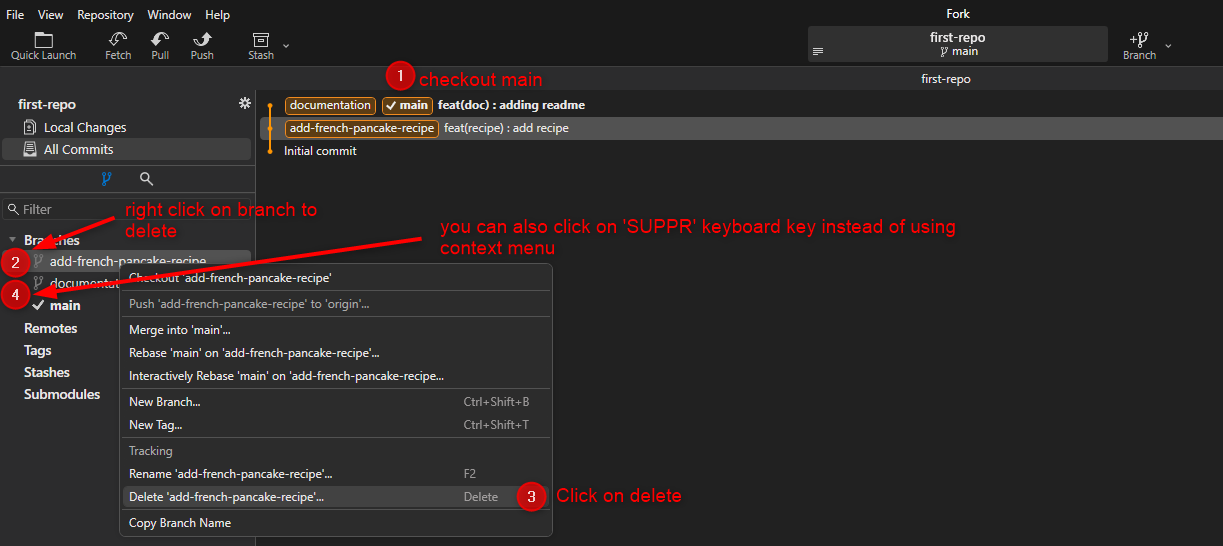 File View Repository Window Help
Fork
Quick Launch Fetch Pull Push Stash
first-repo
main
Branch
first-repo
1 checkout main
first-repo
Local Changes
All Commits
documentation main feat(doc) : adding readme
add-french-pancake-recipe feat(recipe) : add recipe
Initial commit
Filter
right click on branch to
delete
you can also click on 'SUPPR' keyboard key instead of using
context menu
Branches
2 add-french-pancake-recipe
documentat
4
main
Remotes
Tags
Stashes
Submodules
Checkout 'add-french-pancake-recipe'
Push 'add-french-pancake-recipe' to 'origin'...
Merge into 'main'...
Rebase 'main' on 'add-french-pancake-recipe'...
Interactively Rebase 'main' on 'add-french-pancake-recipe...
New Branch... Ctrl+Shift+B
New Tag... Ctrl+Shift+T
Tracking
Rename 'add-french-pancake-recipe'... F2
Delete 'add-french-pancake-recipe'... Delete
3 Click on delete
Copy Branch Name